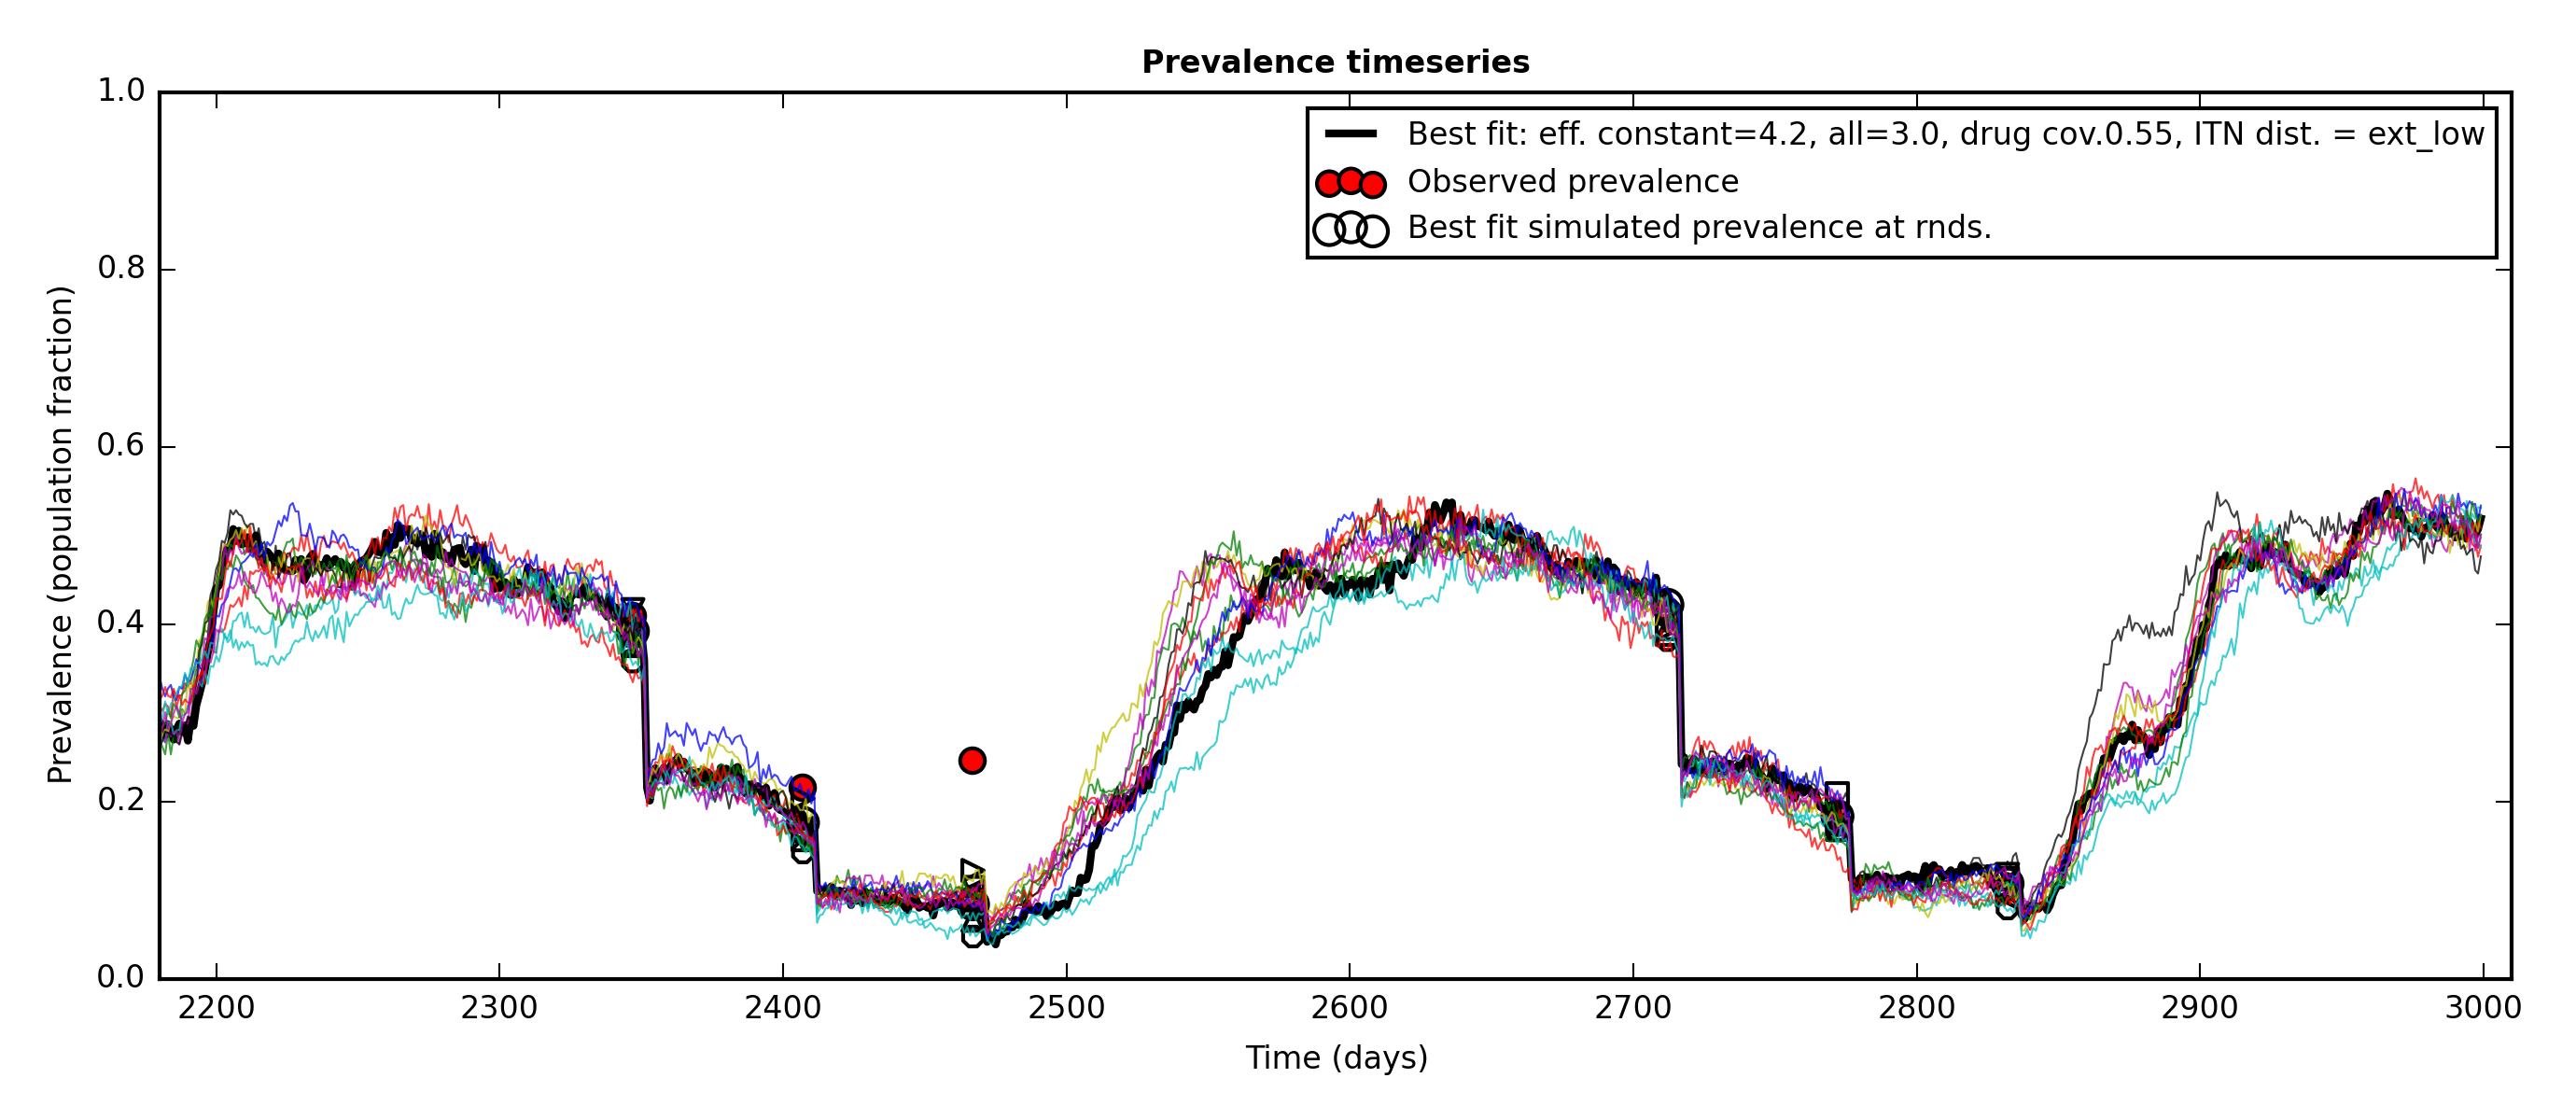 Prevalence timeseries
1.0
0.8
0.6
0.4
0.2
0.0
Prevalence (population fraction)
Best fit: eff. constant=4.2, all=3.0, drug cov.0.55, ITN dist. = ext_low
Observed prevalence
Best fit simulated prevalence at rnds.
2200 2300 2400 2500 2600 2700 2800 2900 3000
Time (days)